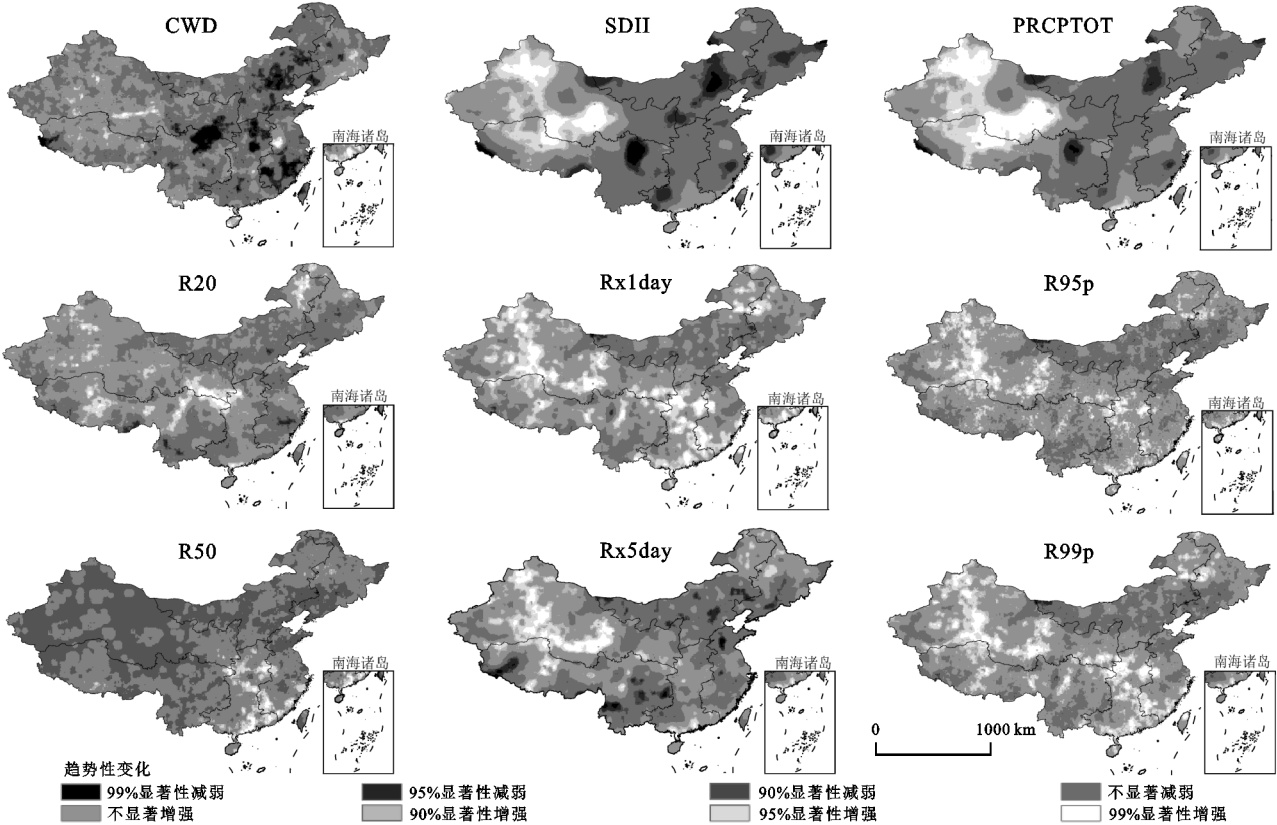 CWD
SDII
PRCPTOT
南海诸岛
南海诸岛
南海诸岛
R20
Rx1day
R95p
南海诸岛
南海诸岛
南海诸岛
R50
Rx5day
R99p
南海诸岛
南海诸岛
南海诸岛
0 1000 km
趋势性变化
99%显著性减弱 95%显著性减弱 90%显著性减弱 不显著减弱
不显著增强 90%显著性增强 95%显著性增强 99%显著性增强